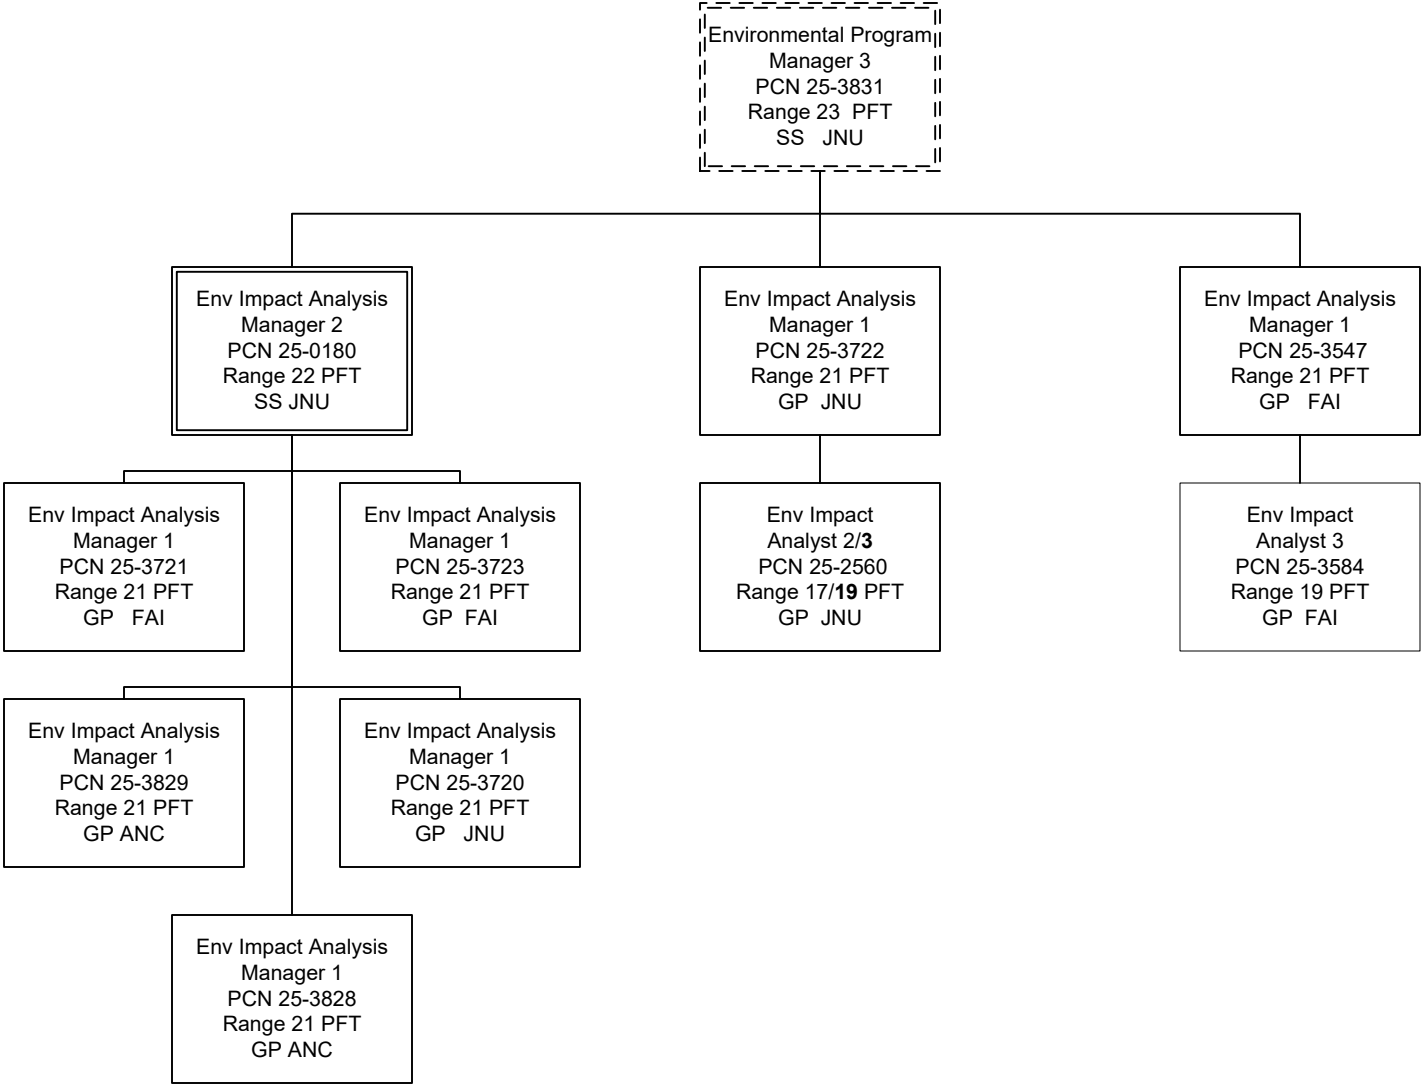 Environmental Program
Manager 3
PCN 25-3831
Range 23 PFT
SS JNU
Env Impact Analysis
Manager 2
PCN 25-0180
Range 22 PFT
SS JNU
Env Impact Analysis
Manager 1
PCN 25-3722
Range 21 PFT
GP JNU
Env Impact Analysis
Manager 1
PCN 25-3547
Range 21 PFT
GP FAI
Env Impact Analysis
Manager 1
PCN 25-3721
Range 21 PFT
GP FAI
Env Impact Analysis
Manager 1
PCN 25-3723
Range 21 PFT
GP FAI
Env Impact
Analyst 2/3
PCN 25-2560
Range 17/19 PFT
GP JNU
Env Impact
Analyst 3
PCN 25-3584
Range 19 PFT
GP FAI
Env Impact Analysis
Manager 1
PCN 25-3829
Range 21 PFT
GP ANC
Env Impact Analysis
Manager 1
PCN 25-3720
Range 21 PFT
GP JNU
Env Impact Analysis
Manager 1
PCN 25-3828
Range 21 PFT
GP ANC